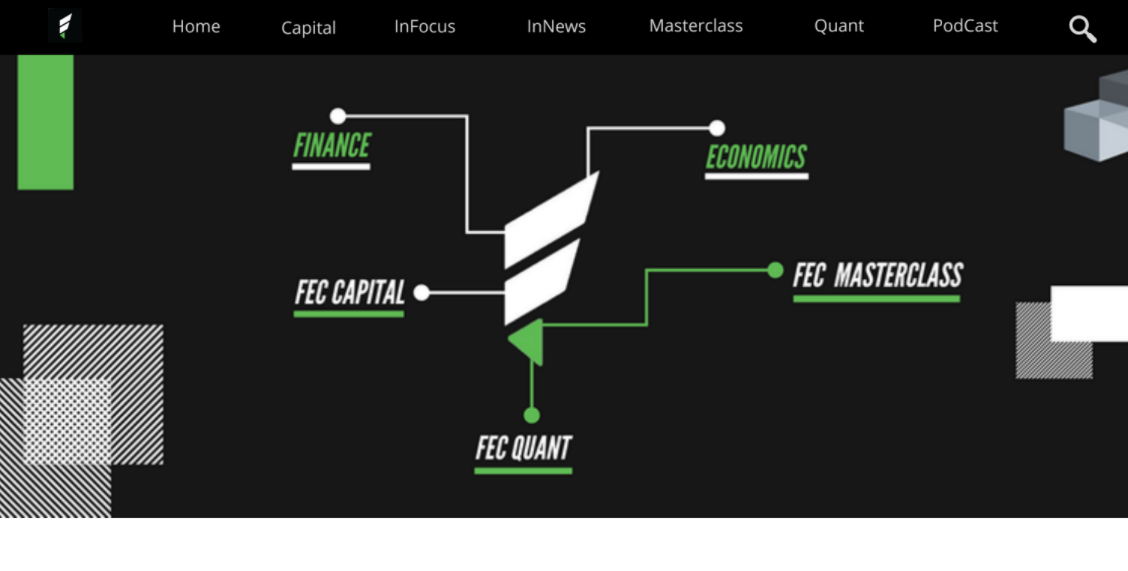 Home Capital InFocus InNews Masterclass Quant PodCast
FINANCE
ECONOMICS
FEC CAPITAL
FEC MASTERCLASS
FEC QUANT